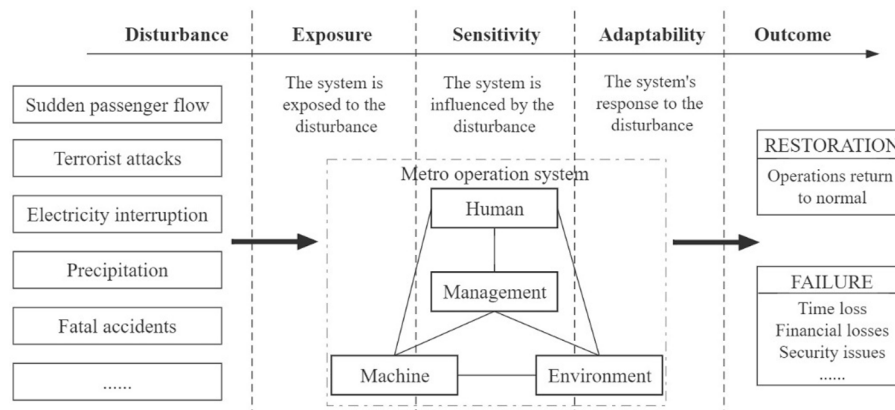 Disturbance
Exposure
Sensitivity
Adaptability
Outcome
The system is
exposed to the
disturbance
The system is
influenced by the
disturbance
The system's
response to the
disturbance
Sudden passenger flow
Terrorist attacks
Electricity interruption
Precipitation
Fatal accidents
......
Metro operation system
Human
Management
Machine
Environment
RESTORATION
Operations return
to normal
FAILURE
Time loss
Financial losses
Security issues
......